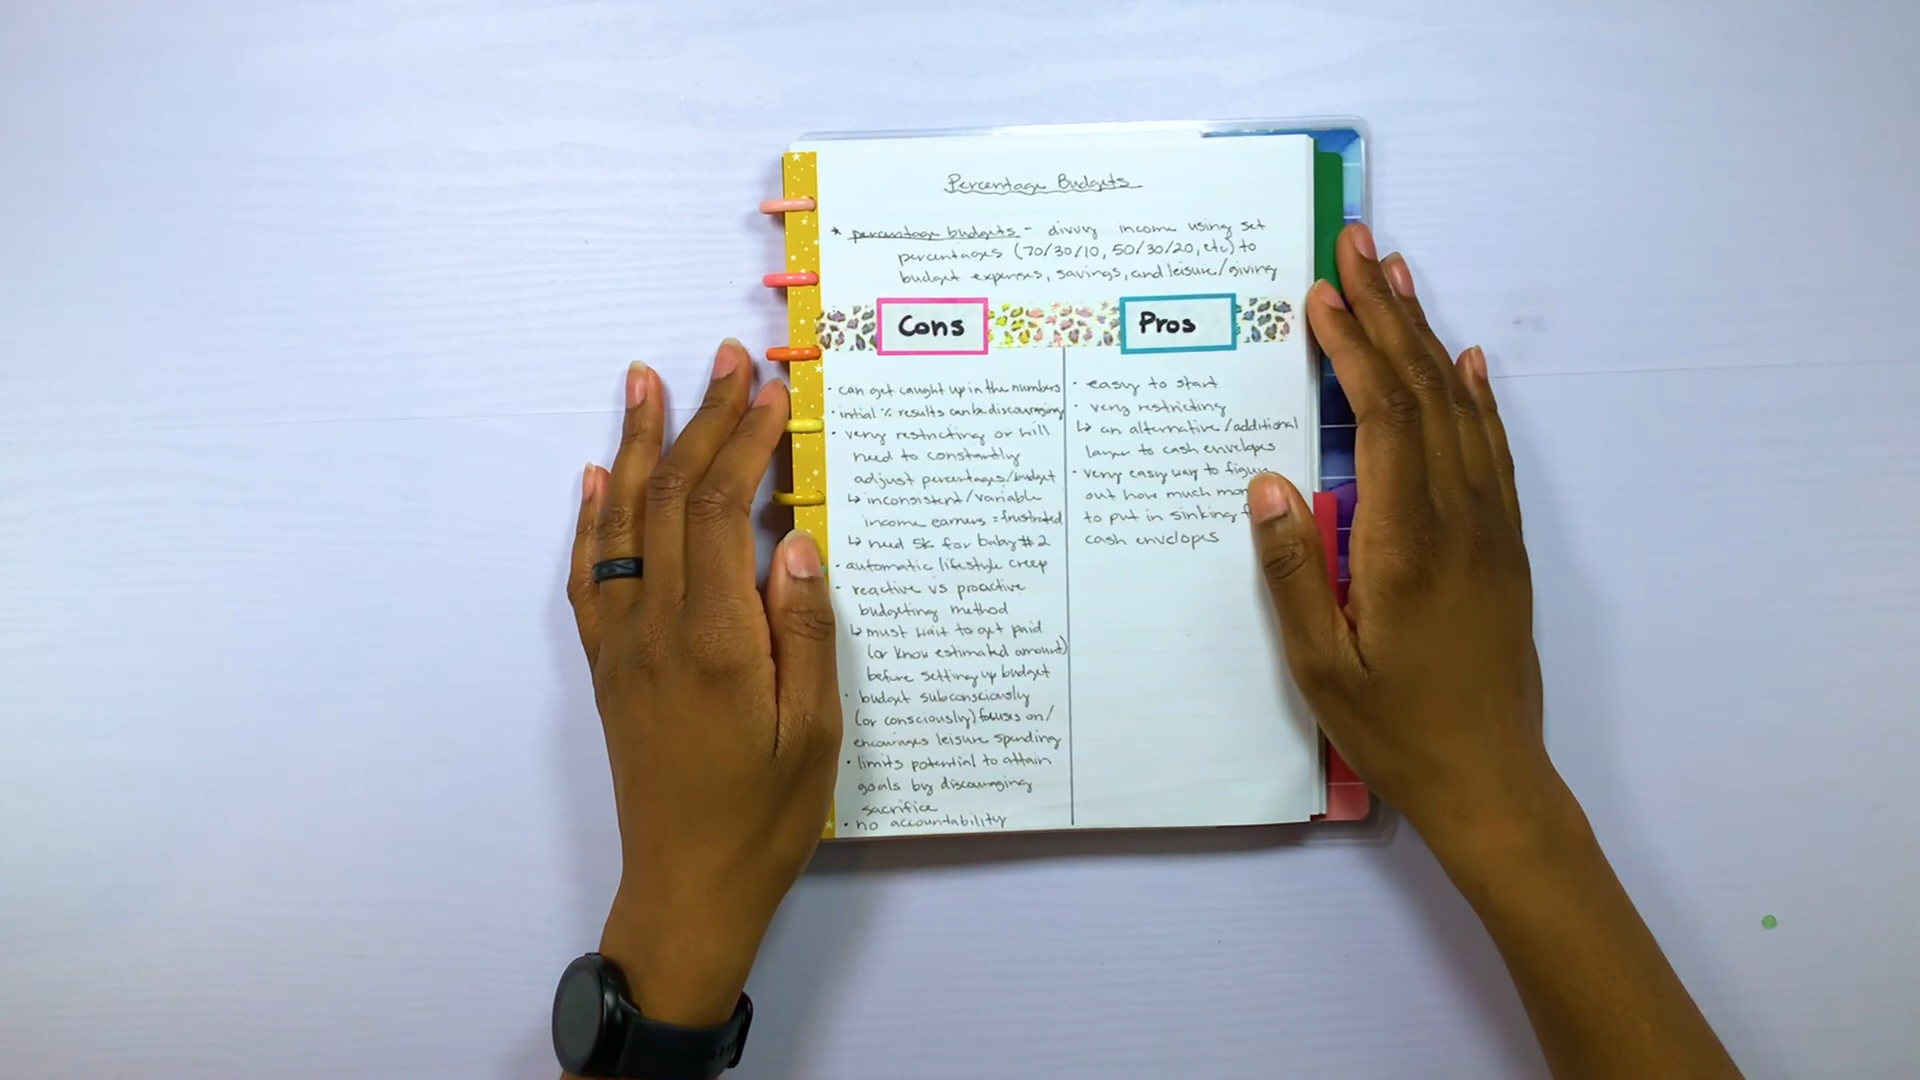 Percentage Budgets
* percentage budgets - divvy income using set
percentages (70/30/10, 50/30/20, etc) to
budget expenses, savings, and leisure/giving
Cons
Pros
· can get caught up in the numbers
· intial % results can be discouraging
· very restricting or will
need to constantly
adjust percentages/budget
↳ inconsistent/variable
income earners = frustrated
↳ need 5k for baby #2
· automatic lifestyle creep
- reactive vs proactive
budgeting method
↳ must wait to get paid
(or know estimated amount)
before setting up budget
· budget subconsciously
(or consciously) focuses on/
encourages leisure spending
· limits potential to attain
goals by discouraging
sacrifice
· no accountability
· easy to start
· very restricting
↳ an alternative/additional
layer to cash envelopes
· very easy way to figure
out how much
to put in sinking
cash envelopes